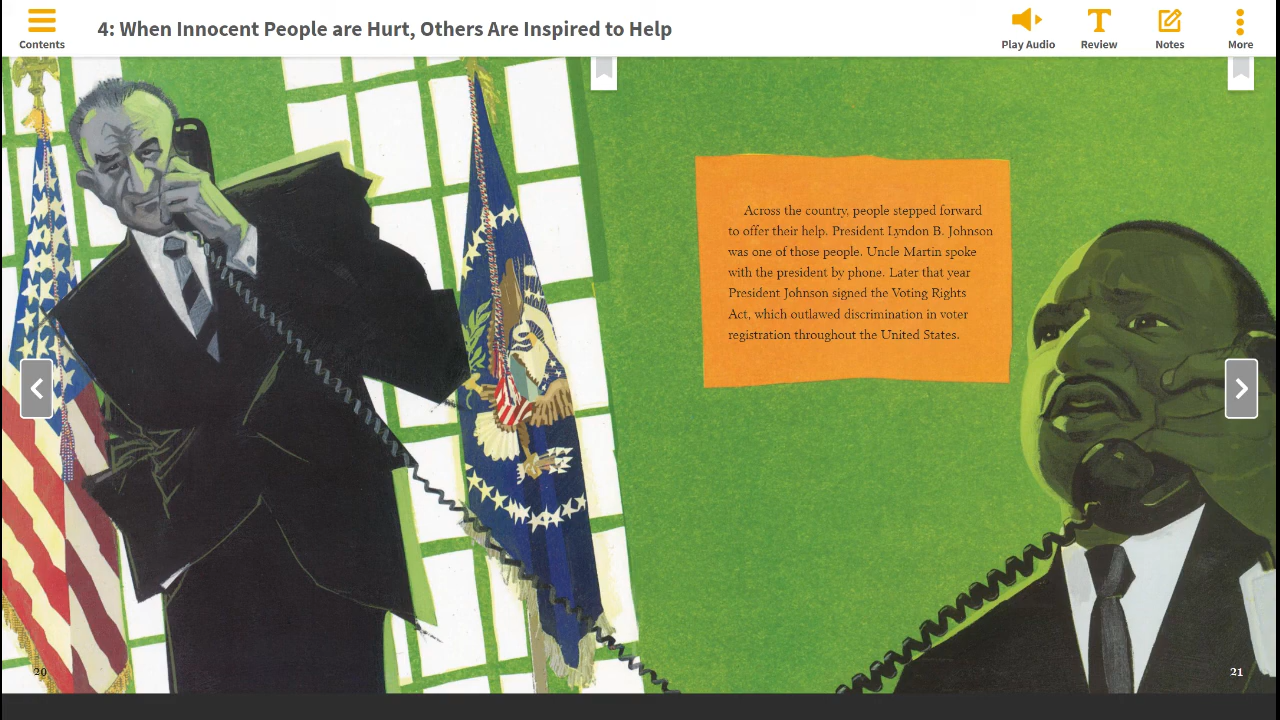 Contents
4: When Innocent People are Hurt, Others Are Inspired to Help
Play Audio
Review
Notes
More
Across the country, people stepped forward
to offer their help. President Lyndon B. Johnson
was one of those people. Uncle Martin spoke
with the president by phone. Later that year
President Johnson signed the Voting Rights
Act, which outlawed discrimination in voter
registration throughout the United States.
20
21